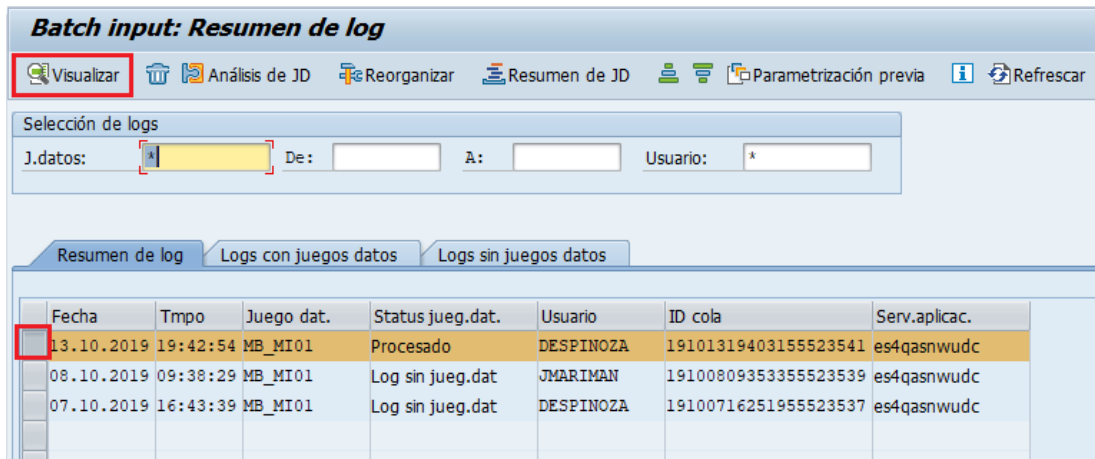 Batch input: Resumen de log
Visualizar Análisis de JD Reorganizar Resumen de JD Parametrización previa Refrescar
Selección de logs
J.datos: * De: A: Usuario: *
Resumen de log Logs con juegos datos Logs sin juegos datos
Fecha Tmpo Juego dat. Status jueg.dat. Usuario ID cola Serv.aplicac.
13.10.2019 19:42:54 MB_MI01 Procesado DESPINOZA 19101319403155523541 es4qasnwudc
08.10.2019 09:38:29 MB_MI01 Log sin jueg.dat JMARIMAN 19100809353355523539 es4qasnwudc
07.10.2019 16:43:39 MB_MI01 Log sin jueg.dat DESPINOZA 19100716251955523537 es4qasnwudc